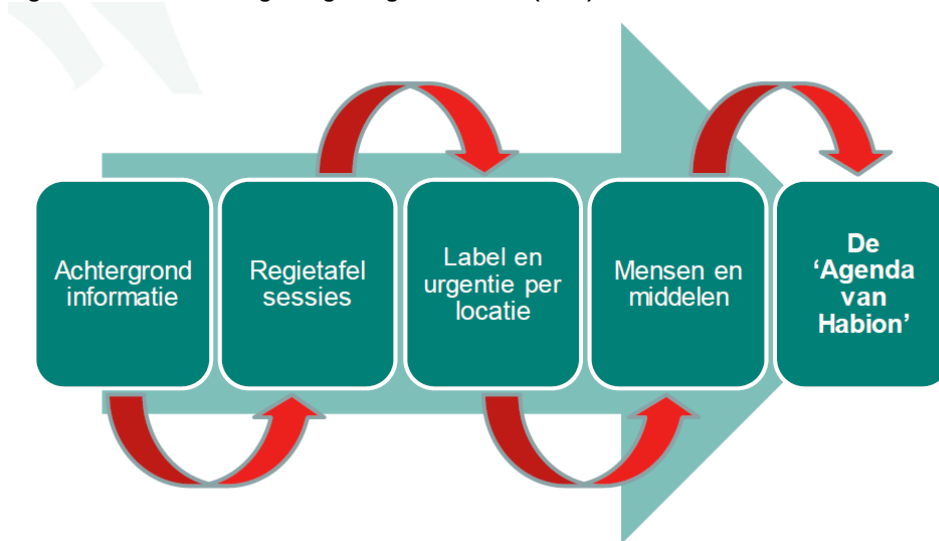 Achtergrond
informatie
Regietafel
sessies
Label en
urgentie per
locatie
Mensen en
middelen
De
‘Agenda
van
Habion’